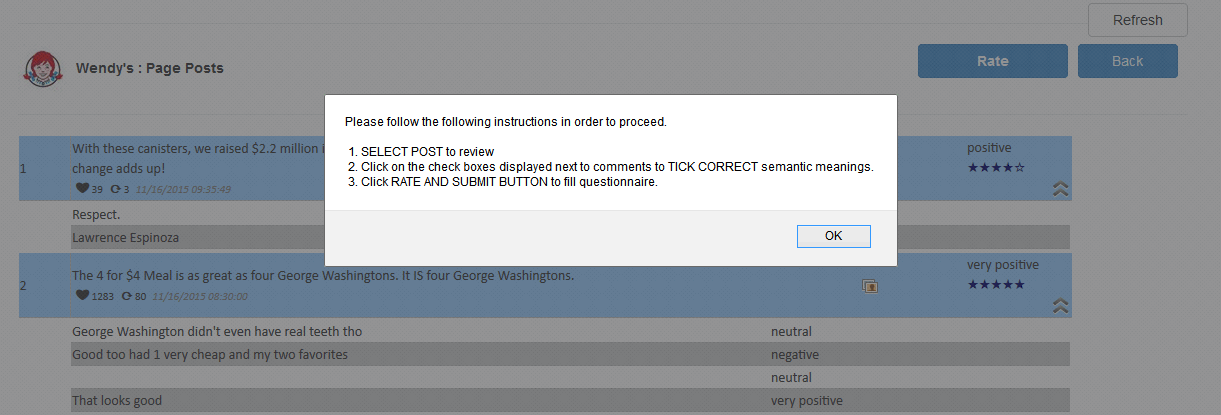 Refresh
Wendy's : Page Posts
Rate
Back
Please follow the following instructions in order to proceed.
1. SELECT POST to review
2. Click on the check boxes displayed next to comments to TICK CORRECT semantic meanings.
3. Click RATE AND SUBMIT BUTTON to fill questionnaire.
OK
1
With these canisters, we raised $2.2 million
change adds up!
39 3 11/16/2015 09:35:49
positive
★★★★☆
Respect.
Lawrence Espinoza
2
The 4 for $4 Meal is as great as four George Washingtons. It IS four George Washingtons.
1283 80 11/16/2015 08:30:00
very positive
★★★★★
George Washington didn't even have real teeth tho neutral
Good too had 1 very cheap and my two favorites negative
neutral
That looks good very positive